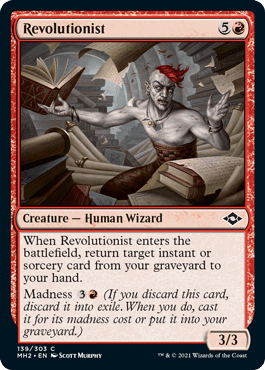 Revolutionist 5
Creature — Human Wizard
When Revolutionist enters the
battlefield, return target instant or
sorcery card from your graveyard to
your hand.
Madness 3 (If you discard this card,
discard it into exile. When you do, cast
it for its madness cost or put it into
your graveyard.)
3/3
139/303 C
MH2 • EN SCOTT MURPHY
™ & © 2021 Wizards of the Coast